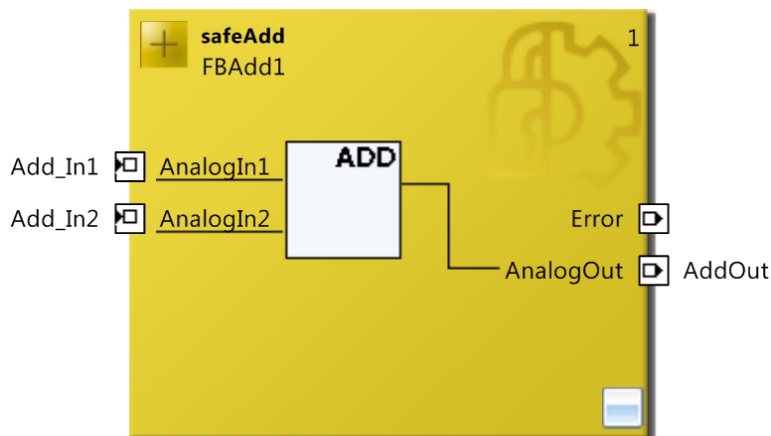 safeAdd 1
FBAdd1
ADD
Add_In1 AnalogIn1
Add_In2 AnalogIn2 Error
AnalogOut AddOut